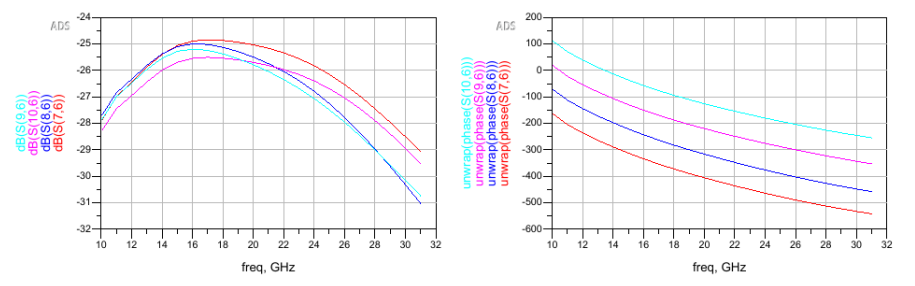 ADS
dB(S(9,6))
dB(S(10,6))
dB(S(8,6))
dB(S(7,6))
-24
-25
-26
-27
-28
-29
-30
-31
-32
10 12 14 16 18 20 22 24 26 28 30 32
freq, GHz
ADS
unwrap(phase(S(10,6)))
unwrap(phase(S(9,6)))
unwrap(phase(S(8,6)))
unwrap(phase(S(7,6)))
200
100
0
-100
-200
-300
-400
-500
-600
10 12 14 16 18 20 22 24 26 28 30 32
freq, GHz